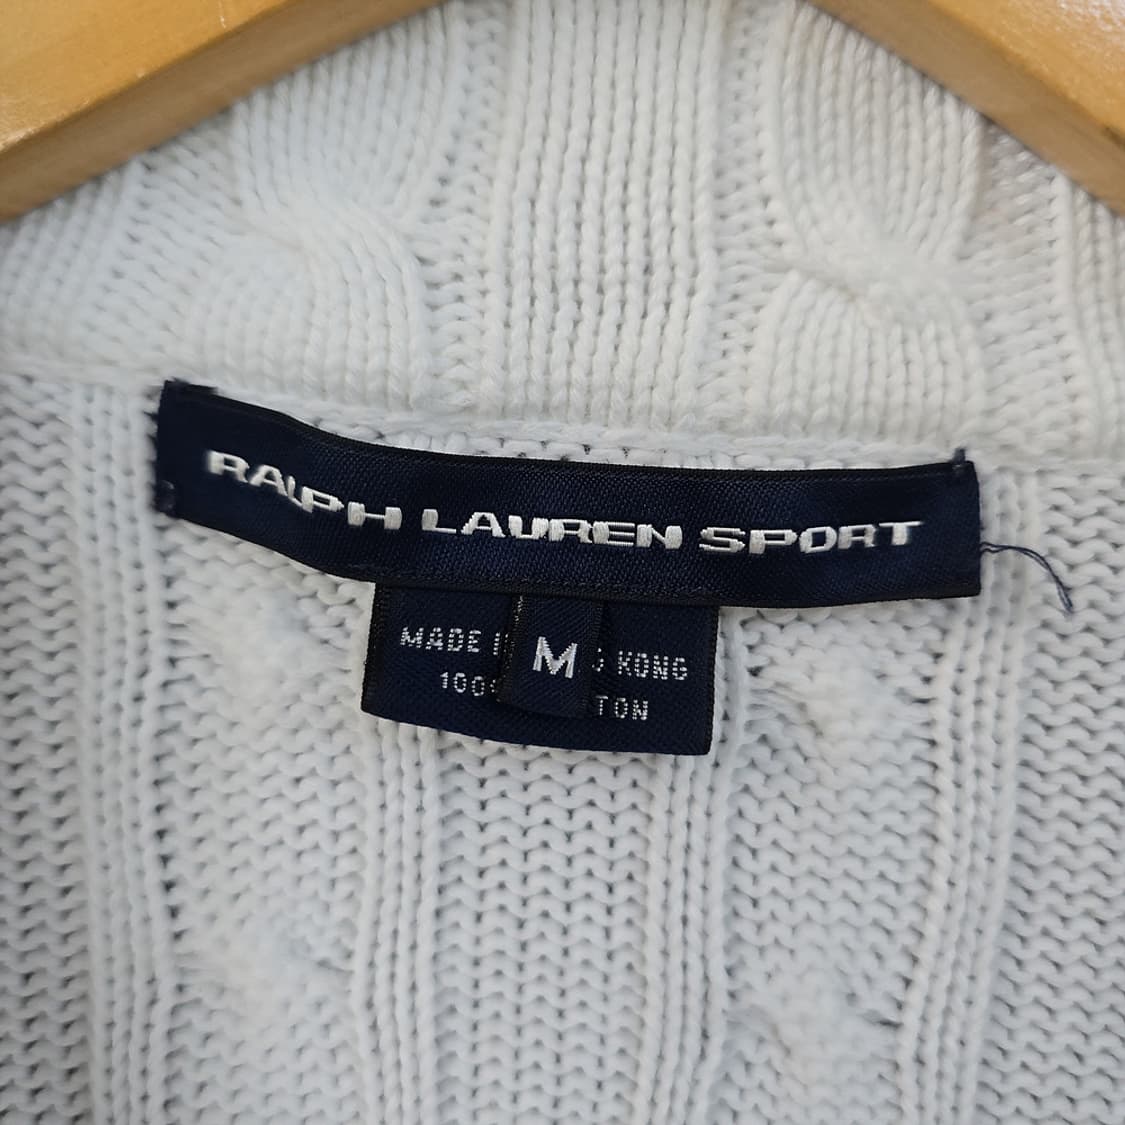 RALPH LAUREN SPORT
MADE I
M
G KONG
100
TON